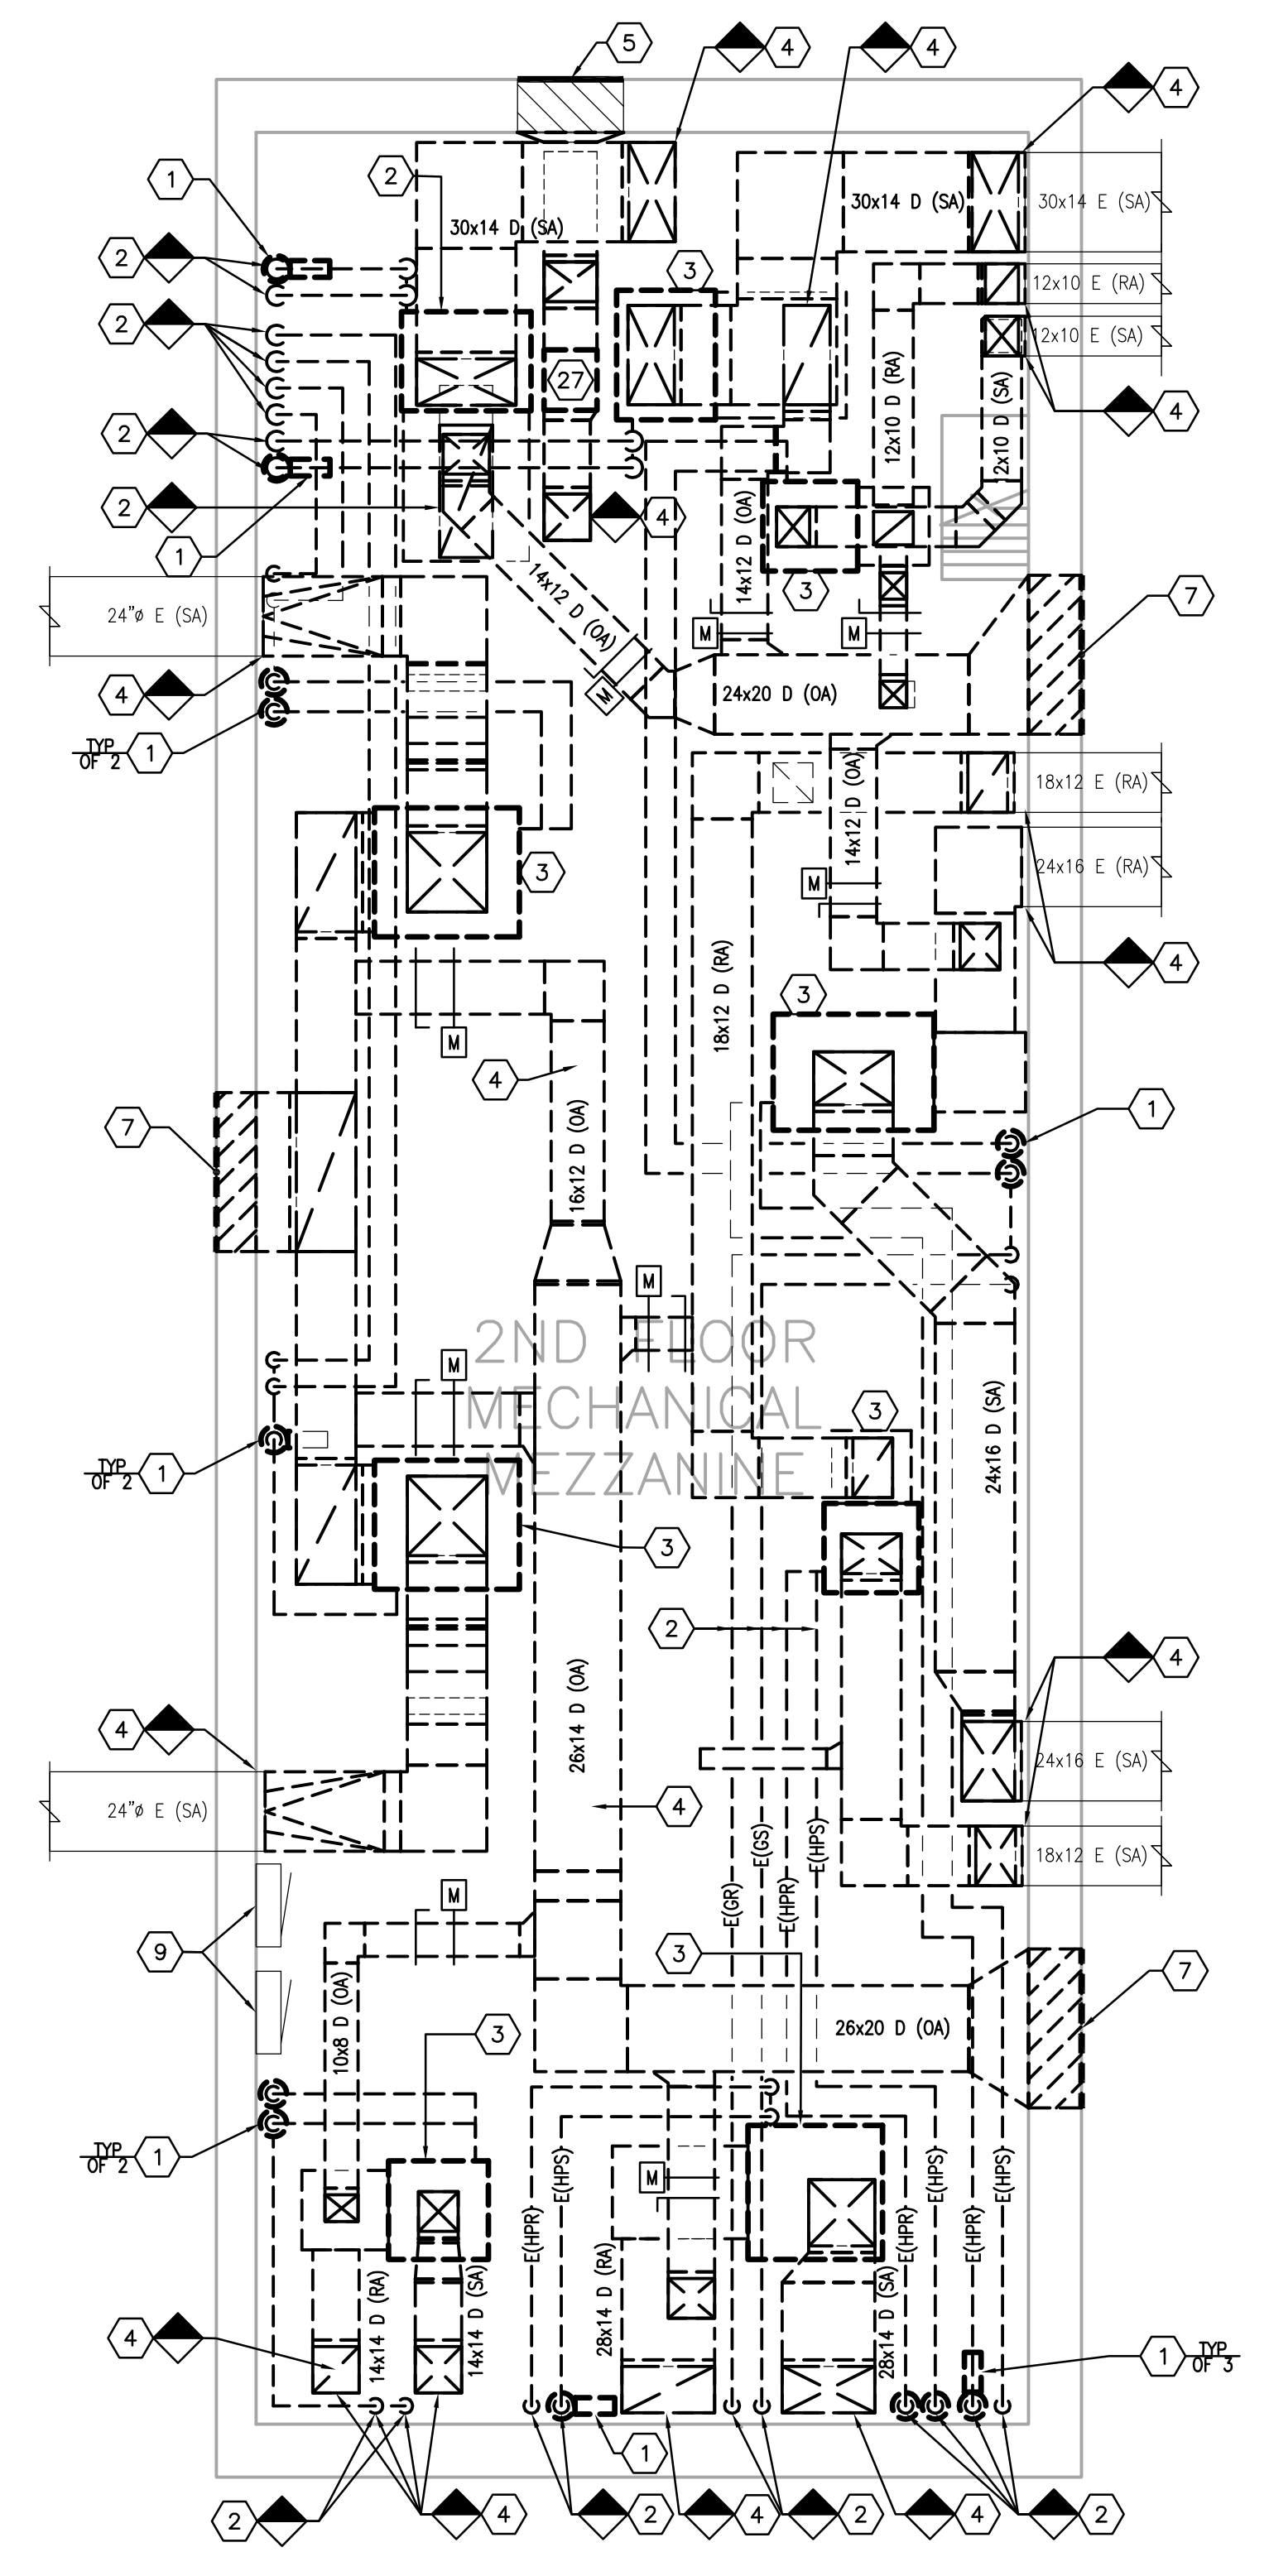 5
4
4
4
1
2
30x14 D (SA)
30x14 D (SA)
30x14 E (SA)
2
3
12x10 E (RA)
2
12x10 E (SA)
27
12x10 D (RA)
2x10 D (SA)
4
2
2
4
1
14x12 D (OA)
14x12 D (OA)
3
7
24"ø E (SA)
M
M
4
M
24x20 D (OA)
TYP
OF 2
1
18x12 E (RA)
14x12 D (OA)
24x16 E (RA)
3
M
18x12 D (RA)
4
3
M
4
1
7
16x12 D (OA)
M
2ND FLOOR
MECHANICAL
MEZZANINE
M
3
24x16 D (SA)
TYP
OF 2
1
3
2
4
4
26x14 D (OA)
24x16 E (SA)
24"ø E (SA)
4
E(GS)
E(HPS)
18x12 E (SA)
M
E(GR)
E(HPR)
9
3
7
10x8 D (OA)
3
26x20 D (OA)
TYP
OF 2
1
M
E(HPR)
E(HPS)
E(HPR)
E(HPS)
E(HPR)
E(HPS)
28x14 D (RA)
28x14 D (SA)
14x14 D (RA)
14x14 D (SA)
4
1
TYP
OF 3
1
2
4
2
4
2
4
2